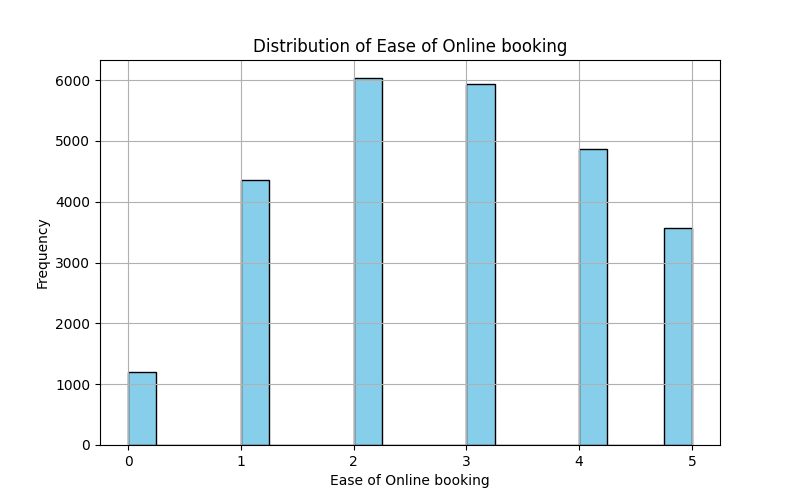 Distribution of Ease of Online booking
Frequency
6000
5000
4000
3000
2000
1000
0
0 1 2 3 4 5
Ease of Online booking